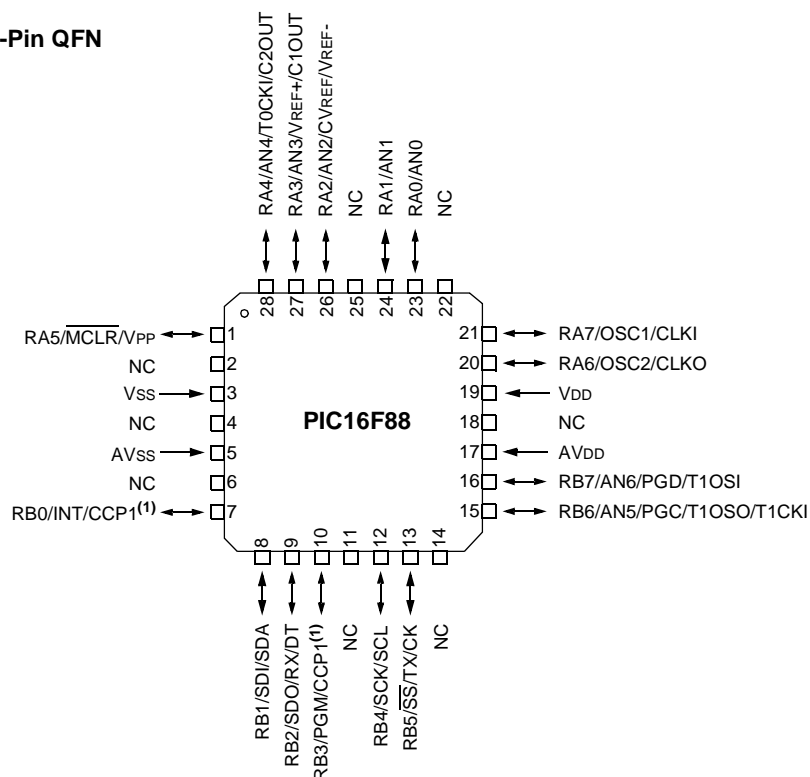 -Pin QFN
RA4/AN4/T0CKI/C2OUT
RA3/AN3/VREF+/C1OUT
RA2/AN2/CVREF/VREF-
NC
RA1/AN1
RA0/AN0
NC
28
27
26
25
24
23
22
RA5/MCLR/VPP
1
NC
2
VSS
3
NC
4
AVSS
5
NC
6
RB0/INT/CCP1(1)
7
PIC16F88
21
RA7/OSC1/CLKI
20
RA6/OSC2/CLKO
19
VDD
18
NC
17
AVDD
16
RB7/AN6/PGD/T1OSI
15
RB6/AN5/PGC/T1OSO/T1CKI
8
9
10
11
12
13
14
RB1/SDI/SDA
RB2/SDO/RX/DT
RB3/PGM/CCP1(1)
NC
RB4/SCK/SCL
RB5/SS/TX/CK
NC